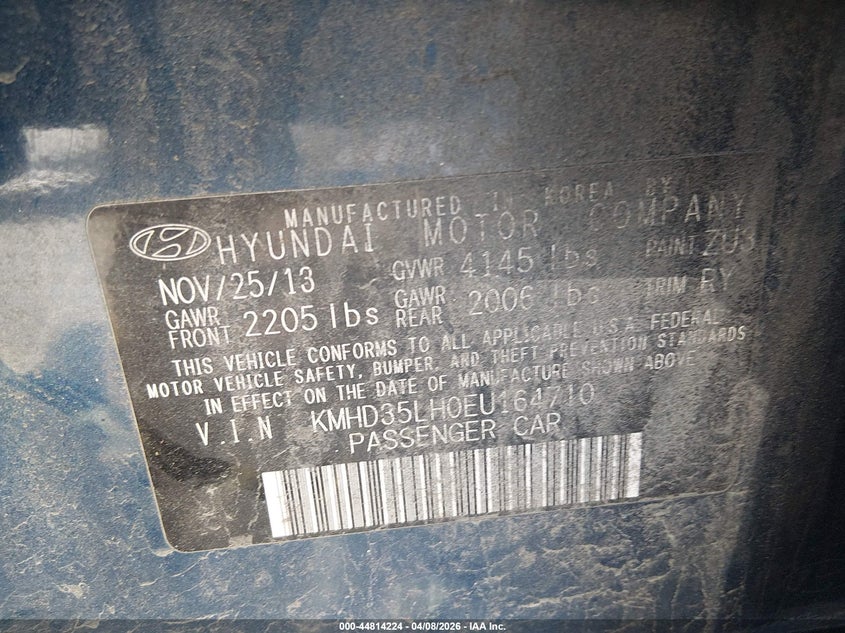 MANUFACTURED IN KOREA BY
HYUNDAI MOTOR COMPANY
NOV/25/13 GVWR 4145 lbs PAINT ZU3
GAWR FRONT 2205 lbs GAWR REAR 2006 lbs TRIM RY
THIS VEHICLE CONFORMS TO ALL APPLICABLE U.S. FEDERAL
MOTOR VEHICLE SAFETY, BUMPER, AND THEFT PREVENTION STANDARDS
IN EFFECT ON THE DATE OF MANUFACTURE SHOWN ABOVE
V.I.N KMHD35LH0EU164710
PASSENGER CAR
000-44814224 - 04/08/2026 - IAA Inc.